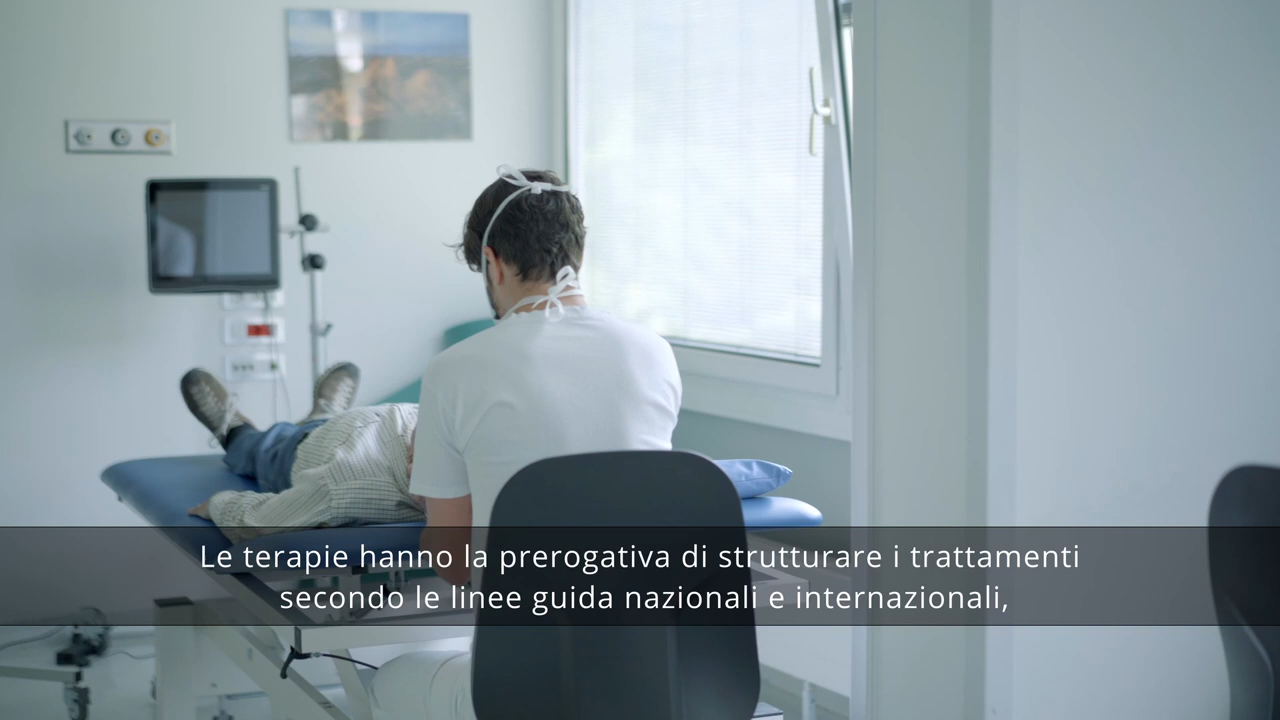 Le terapie hanno la prerogativa di strutturare i trattamenti
secondo le linee guida nazionali e internazionali,